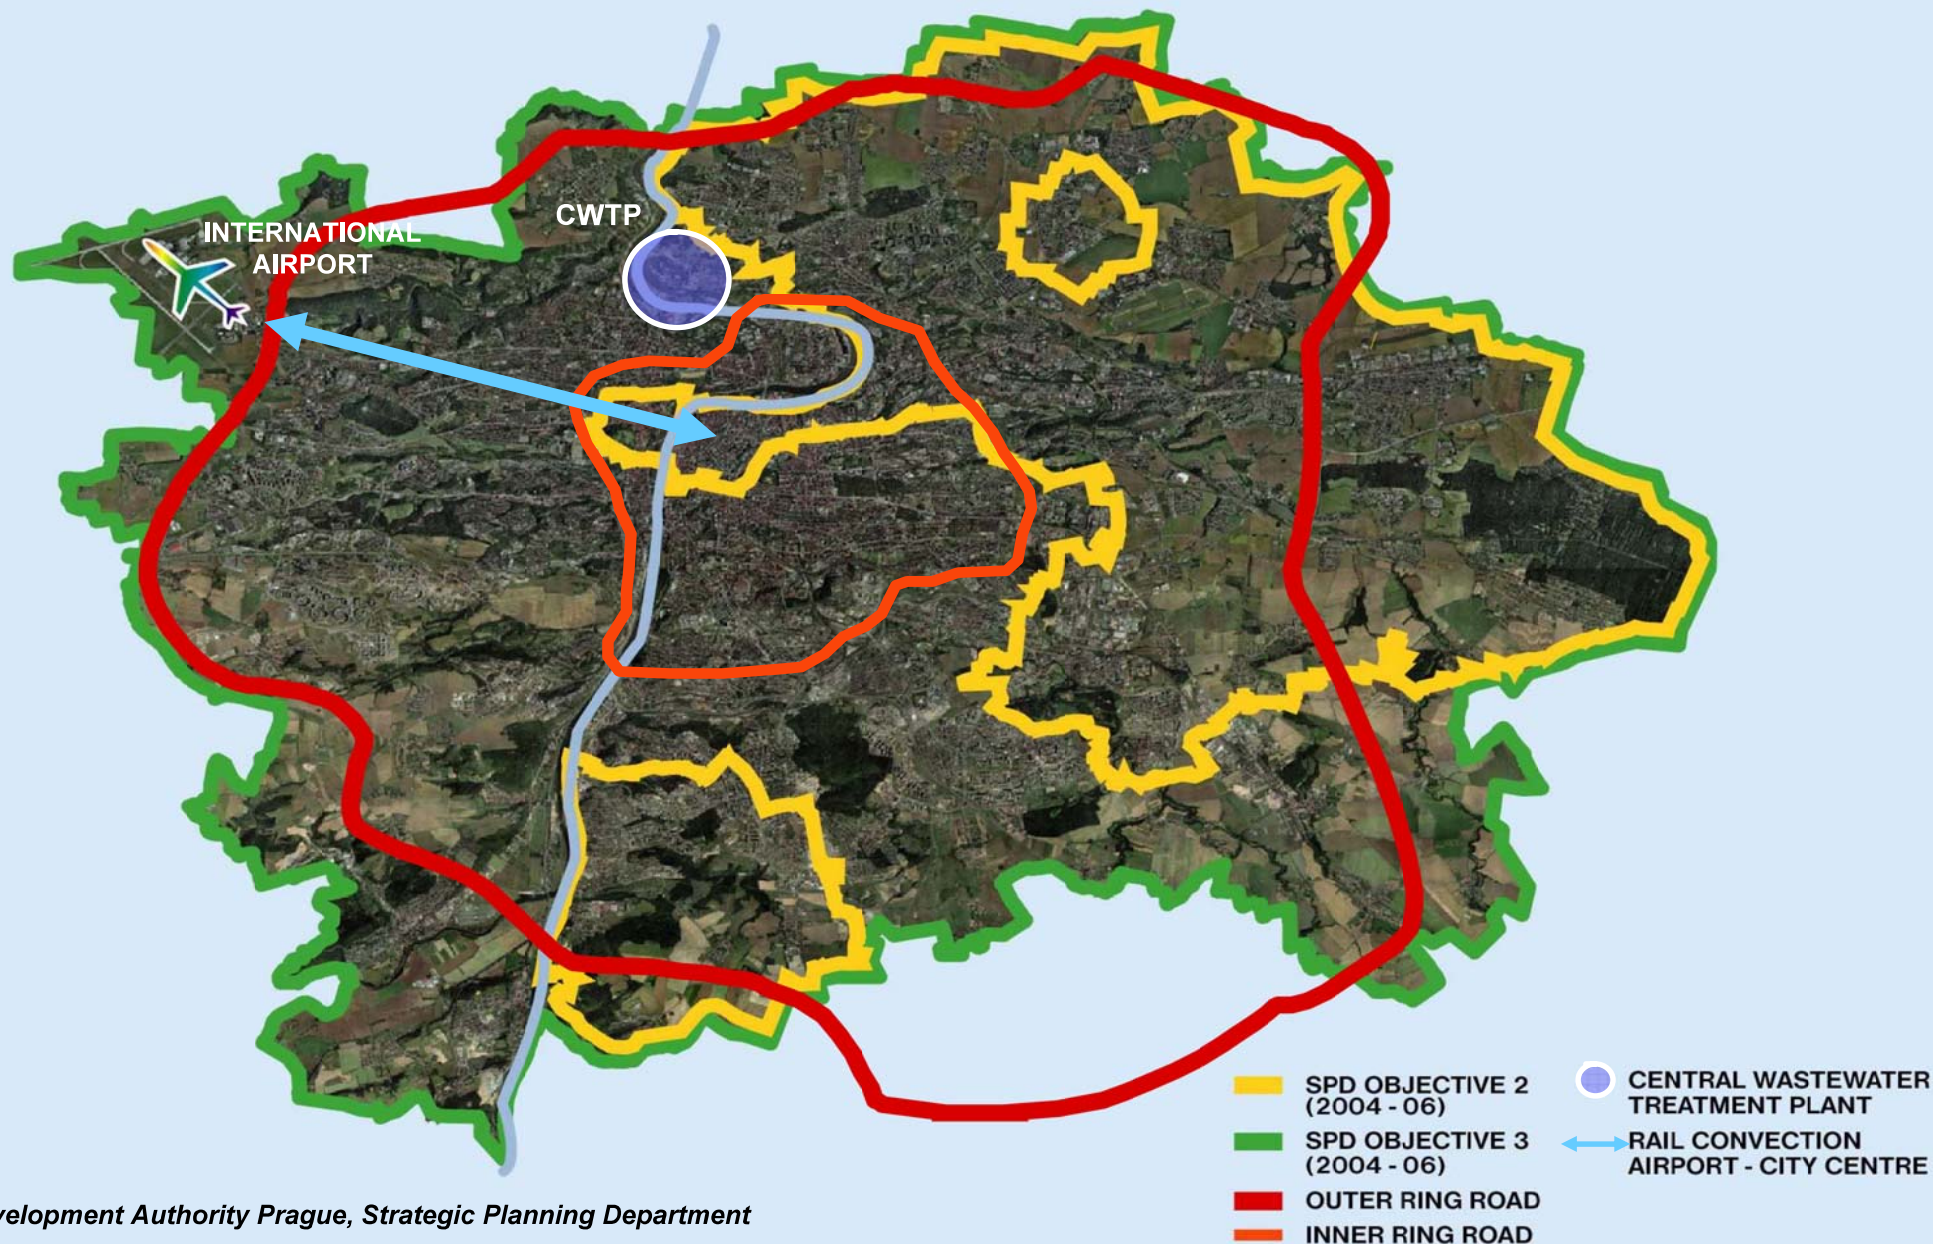 CWTP
INTERNATIONAL
AIRPORT
SPD OBJECTIVE 2
(2004 - 06)
SPD OBJECTIVE 3
(2004 - 06)
OUTER RING ROAD
INNER RING ROAD
CENTRAL WASTEWATER
TREATMENT PLANT
RAIL CONVECTION
AIRPORT - CITY CENTRE
velopment Authority Prague, Strategic Planning Department